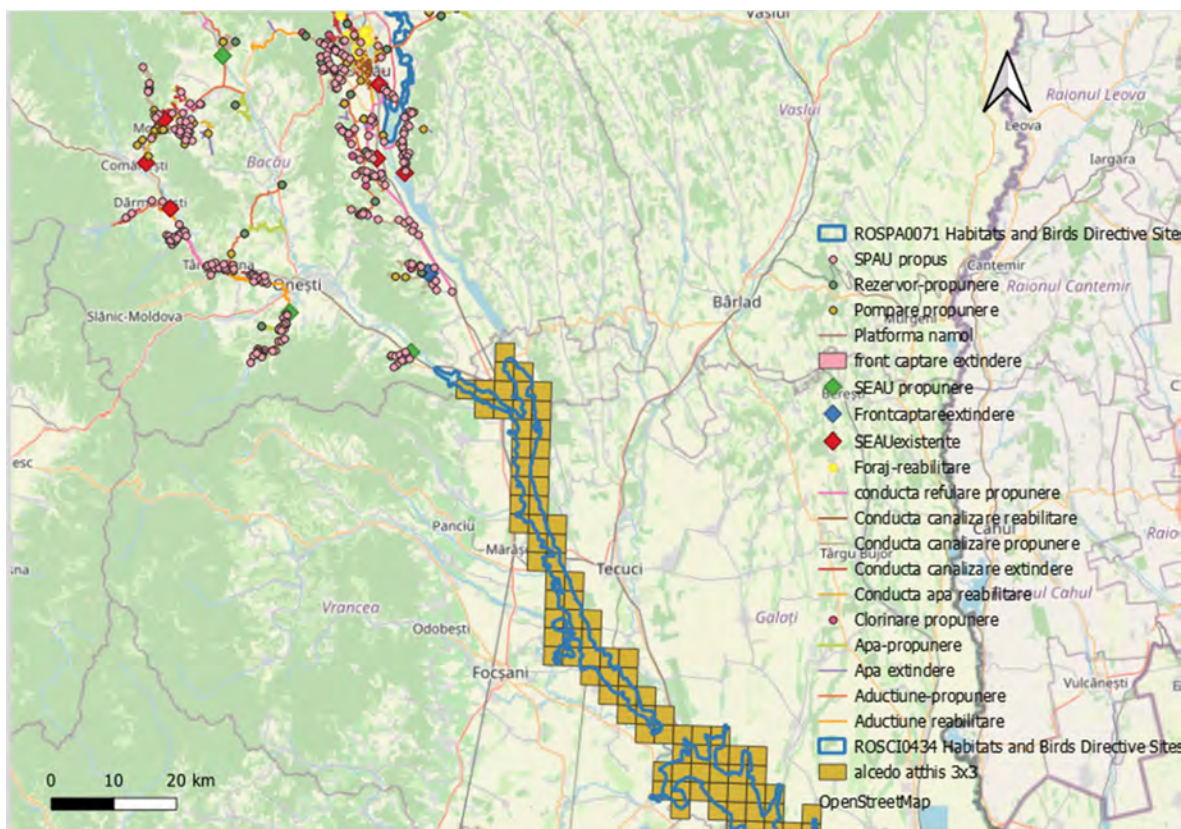 Vaslui
Raionul Leova
Vaslui
Leova
Iargara
Comănești
Bacău
Slănic-Moldova
Bârlad
Cantemir
Raionul Cantemir
Panciu
Tecuci
Târgu Bujor
Vrancea
Odobești
Galați
Focșani
Vulcănești
0 10 20 km
ROSPA0071 Habitats and Birds Directive Sites
SPAU propus
Rezervor-propunere
Pompare propunere
Platforma namol
front captare extindere
SEAU propunere
Frontcaptareextindere
SEAUexistente
Foraj-reabilitare
conducta refulare propunere
Conducta canalizare reabilitare
Conducta canalizare propunere
Conducta canalizare extindere
Conducta apa reabilitare
Clorinare propunere
Apa-propunere
Apa extindere
Aductiune-propunere
Aductiune reabilitare
ROSCI0434 Habitats and Birds Directive Sites
alcedo atthis 3x3
OpenStreetMap